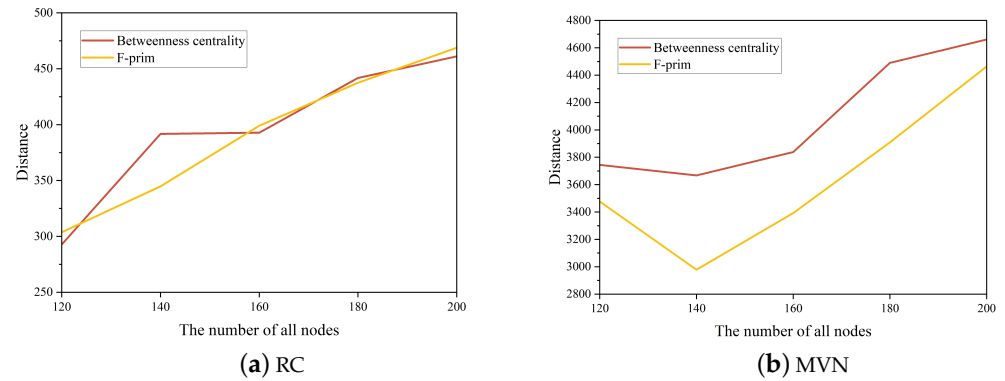 500
450
400
350
300
250
Distance
Betweenness centrality
F-prim
120
140
160
180
200
The number of all nodes
(a) RC
4800
4600
4400
4200
4000
3800
3600
3400
3200
3000
2800
Distance
Betweenness centrality
F-prim
120
140
160
180
200
The number of all nodes
(b) MVN